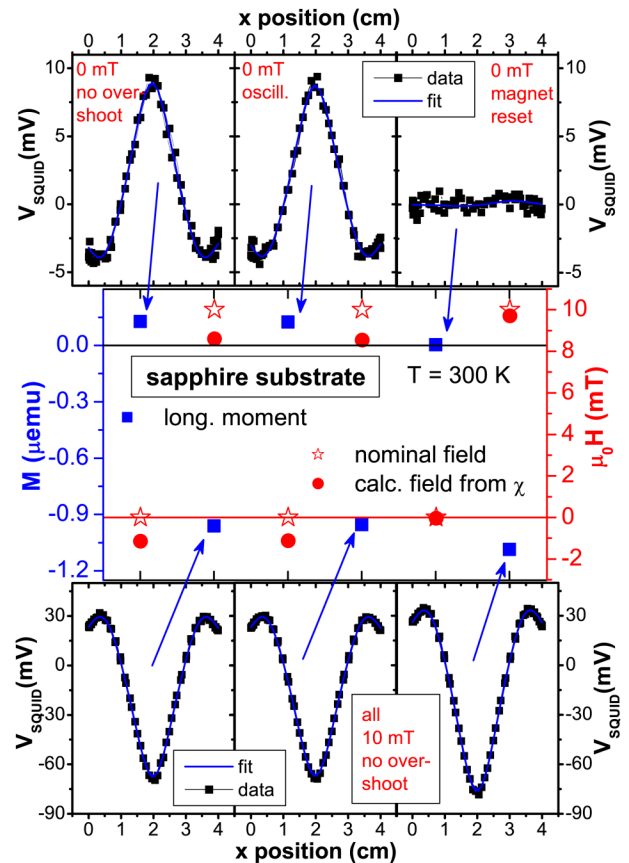 x position (cm)
0 1 2 3 4 0 1 2 3 4 0 1 2 3 4
10
5
0
-5
V_SQUID(mV)
0 mT
no over-
shoot
0 mT
oscill.
data
fit
0 mT
magnet
reset
10
5
0
-5
V_SQUID(mV)
0.0
-0.3
-0.6
-0.9
-1.2
M (μemu)
sapphire substrate
T = 300 K
long. moment
nominal field
calc. field from χ
10
8
6
4
2
0
-2
μ₀H (mT)
30
0
-30
-60
-90
V_SQUID(mV)
fit
data
all
10 mT
no over-
shoot
30
0
-30
-60
-90
V_SQUID(mV)
0 1 2 3 4 0 1 2 3 4 0 1 2 3 4
x position (cm)